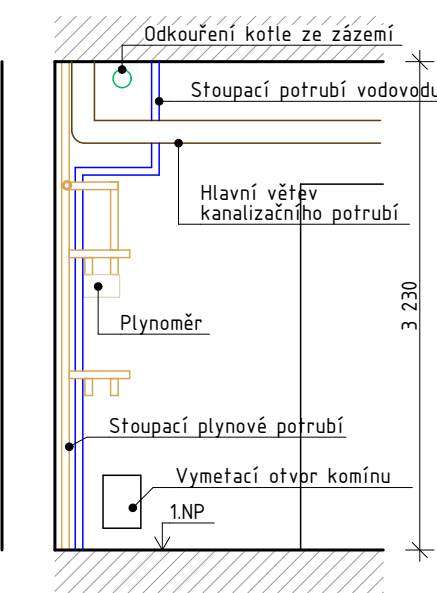 Odkouření kotle ze zázemí
Stoupací potrubí vodovodu
Hlavní větev
kanalizačního potrubí
3 230
Plynoměr
Stoupací plynové potrubí
Vymetací otvor komínu
1.NP